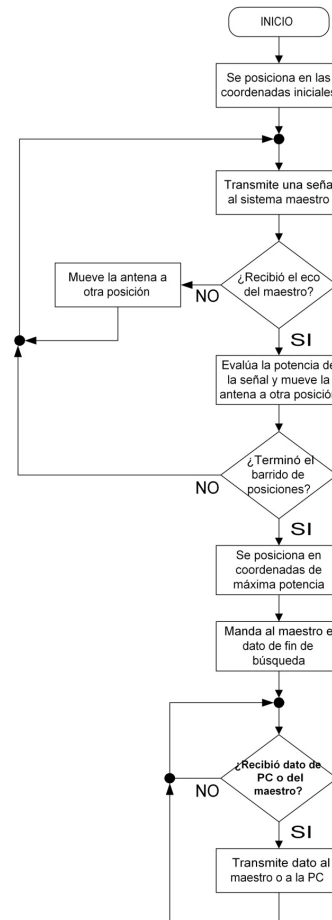 INICIO
Se posiciona en las
coordenadas iniciales
Transmite una seña
al sistema maestro
¿Recibió el eco
del maestro?
NO
Mueve la antena a
otra posición
SI
Evalúa la potencia de
la señal y mueve la
antena a otra posición
¿Terminó el
barrido de
posiciones?
NO
SI
Se posiciona en
coordenadas de
máxima potencia
Manda al maestro e
dato de fin de
búsqueda
¿Recibió dato de
PC o del
maestro?
NO
SI
Transmite dato al
maestro o a la PC